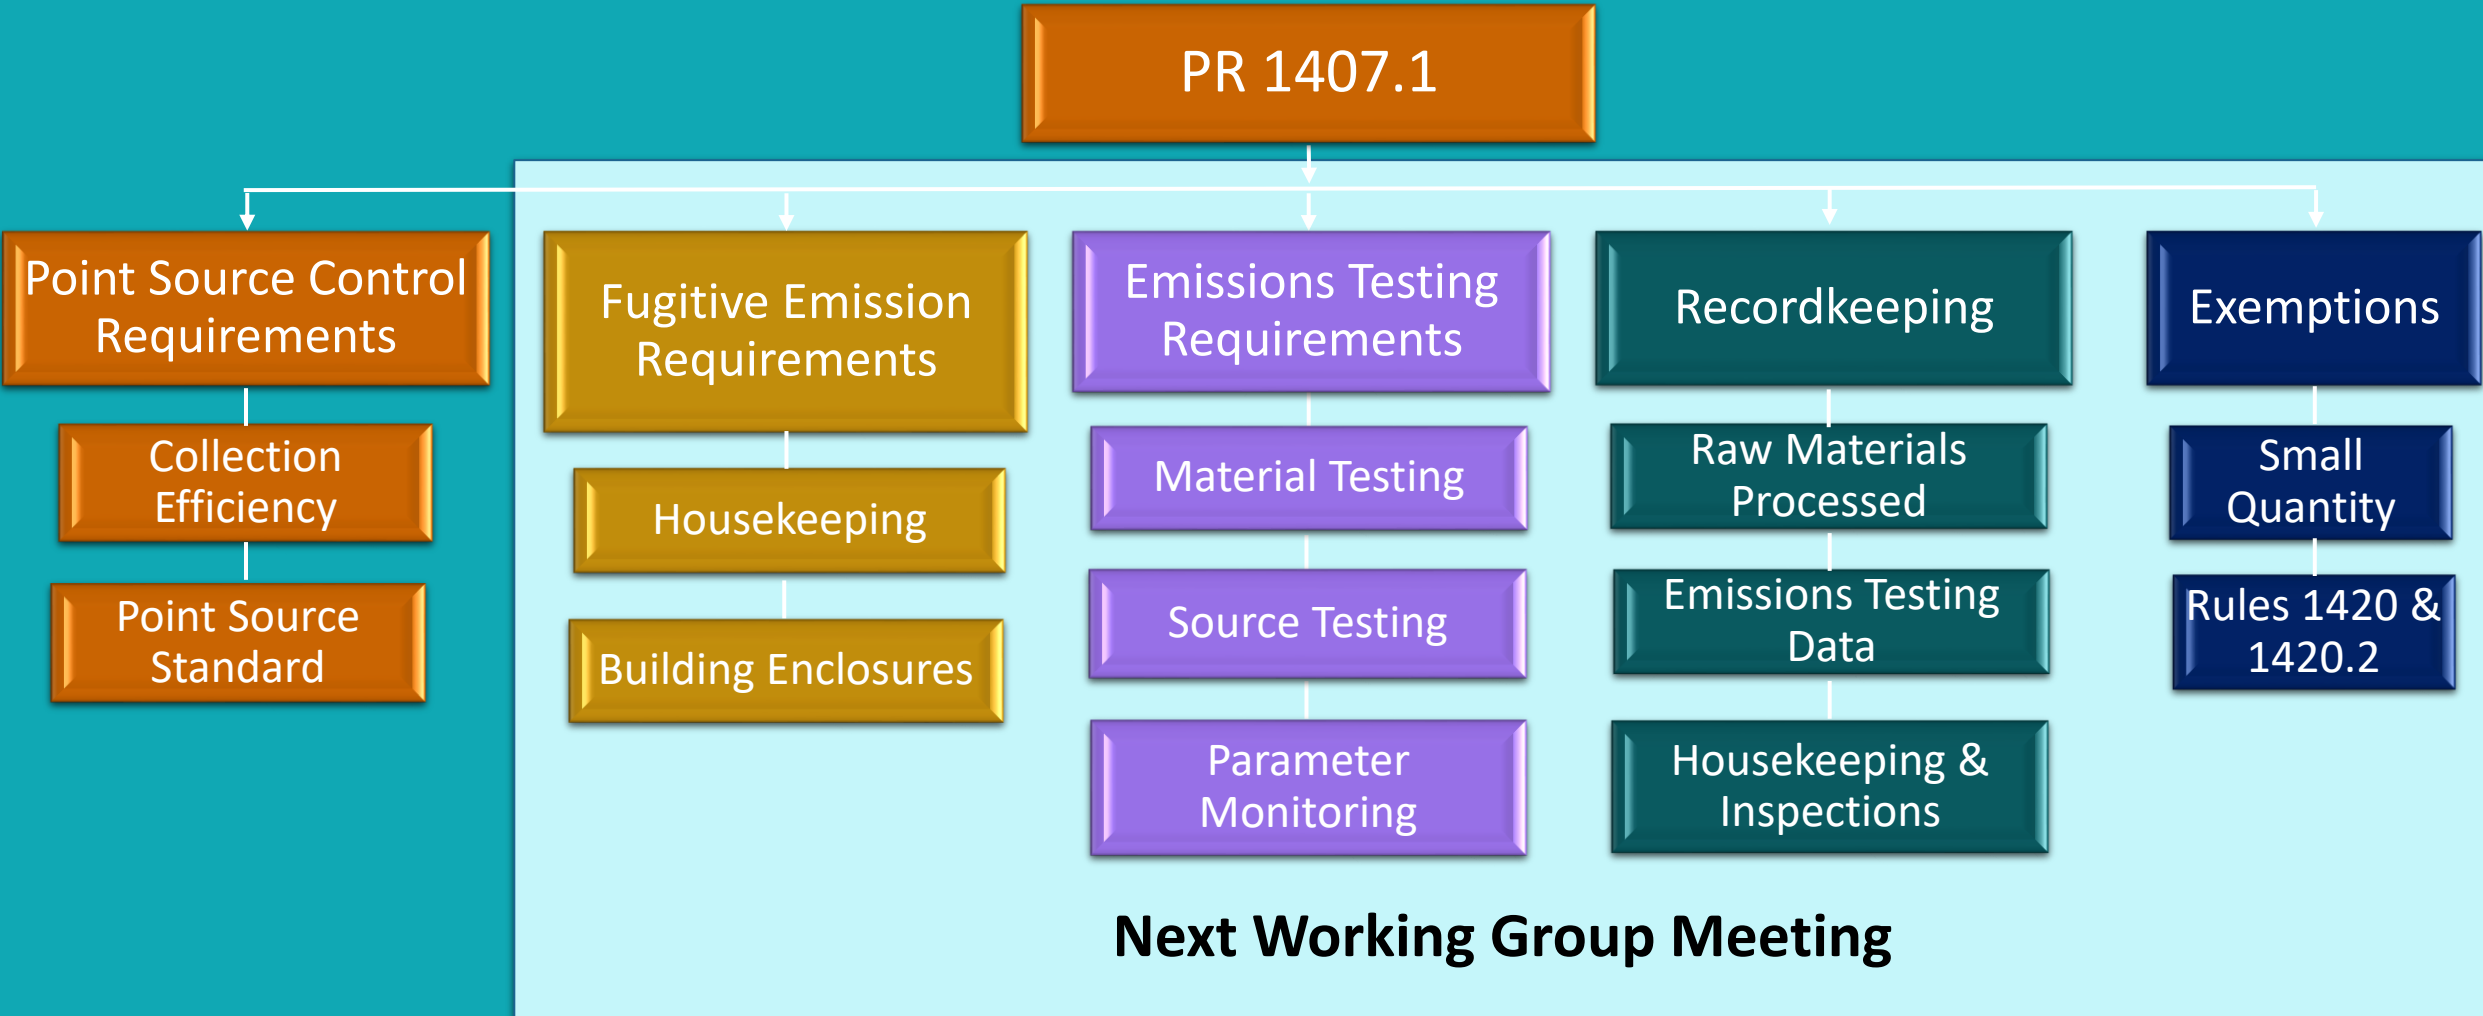 PR 1407.1
Point Source Control
Requirements
Collection
Efficiency
Point Source
Standard
Fugitive Emission
Requirements
Housekeeping
Building Enclosures
Emissions Testing
Requirements
Material Testing
Source Testing
Parameter
Monitoring
Recordkeeping
Raw Materials
Processed
Emissions Testing
Data
Housekeeping &
Inspections
Exemptions
Small
Quantity
Rules 1420 &
1420.2
Next Working Group Meeting